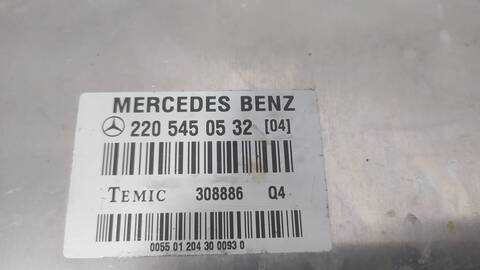 MERCEDES BENZ
220 545 05 32 [04]
TEMIC 308886 Q4
0055 01 204 30 0093 0